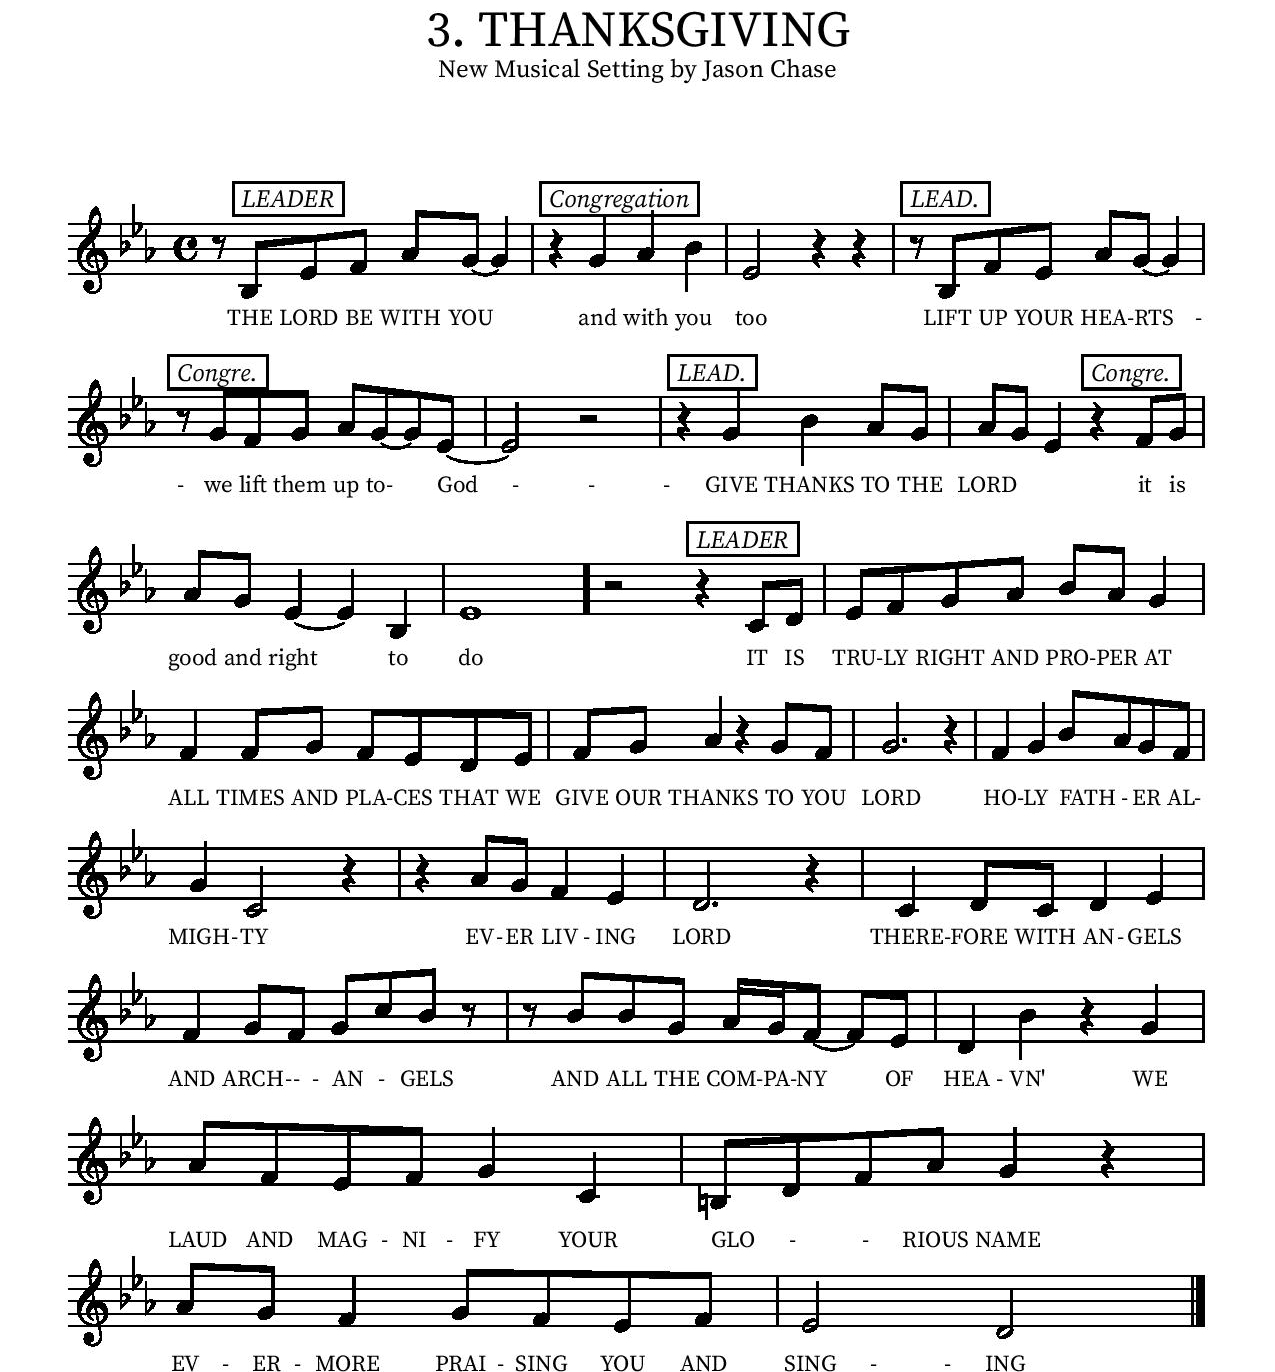 3. THANKSGIVING
New Musical Setting by Jason Chase
LEADER Congregation LEAD.
THE LORD BE WITH YOU and with you too LIFT UP YOUR HEA-RTS -
Congre. LEAD. Congre.
- we lift them up to- God - - - GIVE THANKS TO THE LORD it is
LEADER
good and right to do IT IS TRU-LY RIGHT AND PRO-PER AT
ALL TIMES AND PLA-CES THAT WE GIVE OUR THANKS TO YOU LORD HO-LY FATH - ER AL-
MIGH-TY EV-ER LIV - ING LORD THERE-FORE WITH AN-GELS
AND ARCH-- - AN - GELS AND ALL THE COM-PA-NY OF HEA - VN' WE
LAUD AND MAG - NI - FY YOUR GLO - - RIOUS NAME
EV - ER - MORE PRAI - SING YOU AND SING - - ING